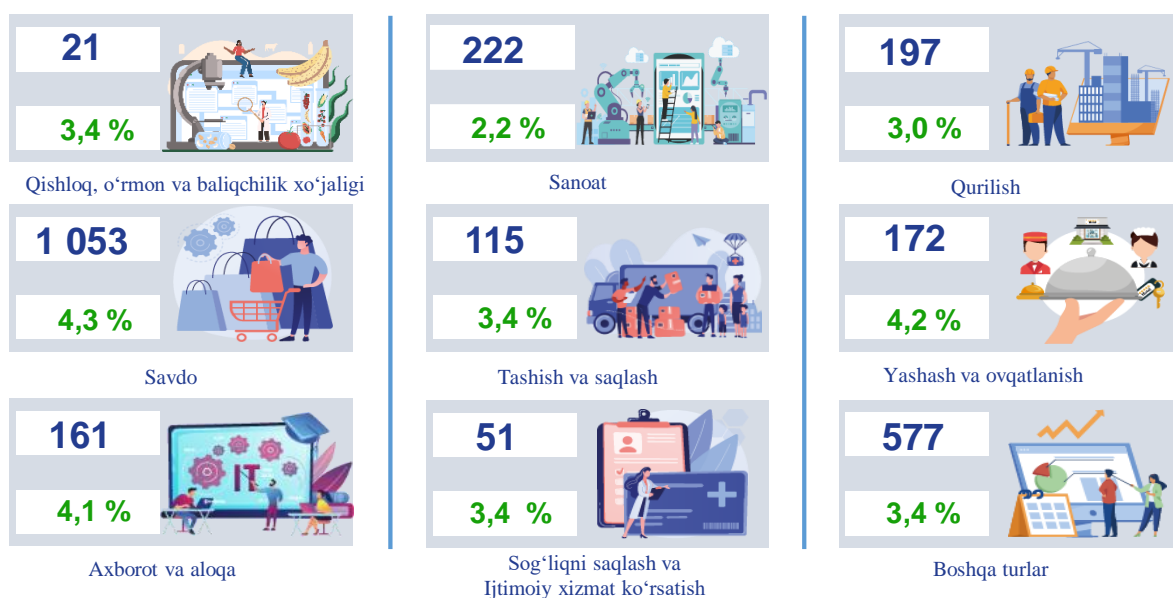 21
3,4 %
Qishloq, o‘rmon va baliqchilik xo‘jaligi
222
2,2 %
Sanoat
197
3,0 %
Qurilish
1 053
4,3 %
Savdo
115
3,4 %
Tashish va saqlash
172
4,2 %
Yashash va ovqatlanish
161
4,1 %
IT
Axborot va aloqa
51
3,4 %
Sog‘liqni saqlash va
Ijtimoiy xizmat ko‘rsatish
577
3,4 %
Boshqa turlar